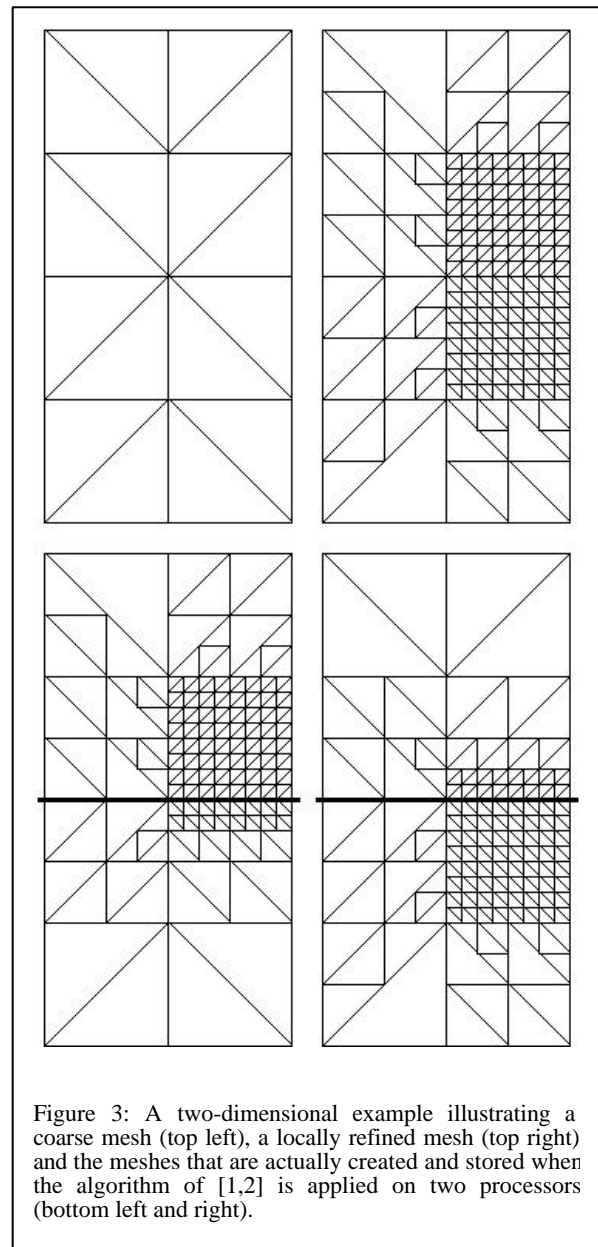 Figure 3: A two-dimensional example illustrating a
coarse mesh (top left), a locally refined mesh (top right)
and the meshes that are actually created and stored when
the algorithm of [1,2] is applied on two processors
(bottom left and right).